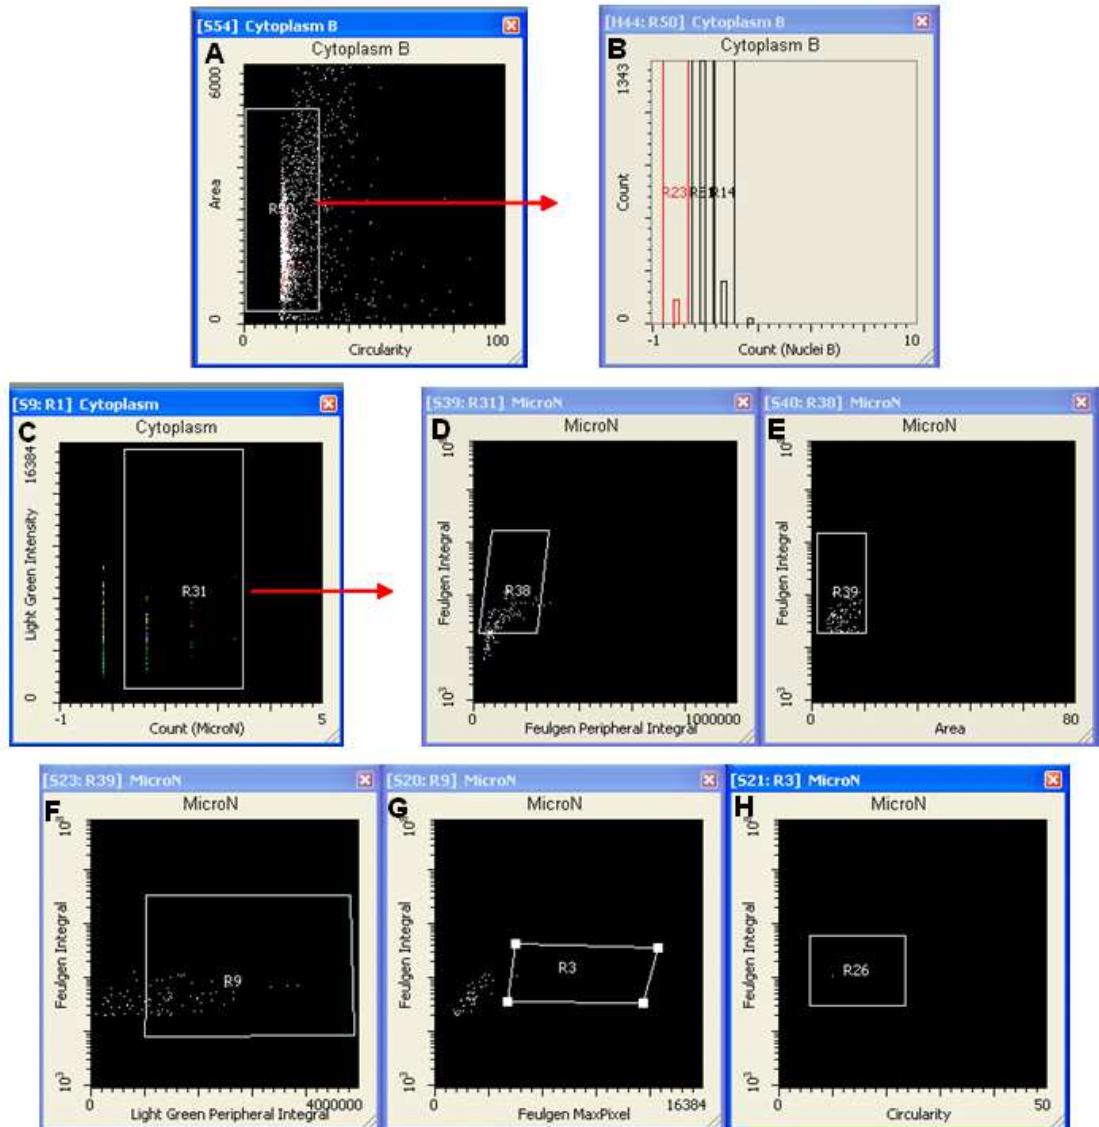 [S54] Cytoplasm B
A
Cytoplasm B
6000
Area
R50
0
0
100
Circularity
[H44: R50] Cytoplasm B
B
Cytoplasm B
1343
Count
R23
R14
0
-1
10
Count (Nuclei B)
[S9: R1] Cytoplasm
C
Cytoplasm
16384
Light Green Intensity
R31
0
-1
5
Count (MicroN)
[S39: R31] MicroN
D
MicroN
Feulgen Integral
R38
10³
0
1000000
Feulgen Peripheral Integral
[S40: R38] MicroN
E
MicroN
Feulgen Integral
R39
10³
0
80
Area
[S23: R39] MicroN
F
MicroN
10⁸
Feulgen Integral
R9
10³
0
4000000
Light Green Peripheral Integral
[S20: R9] MicroN
G
MicroN
10⁸
Feulgen Integral
R3
10³
0
16384
Feulgen MaxPixel
[S21: R3] MicroN
H
MicroN
10⁸
Feulgen Integral
R26
10³
0
50
Circularity